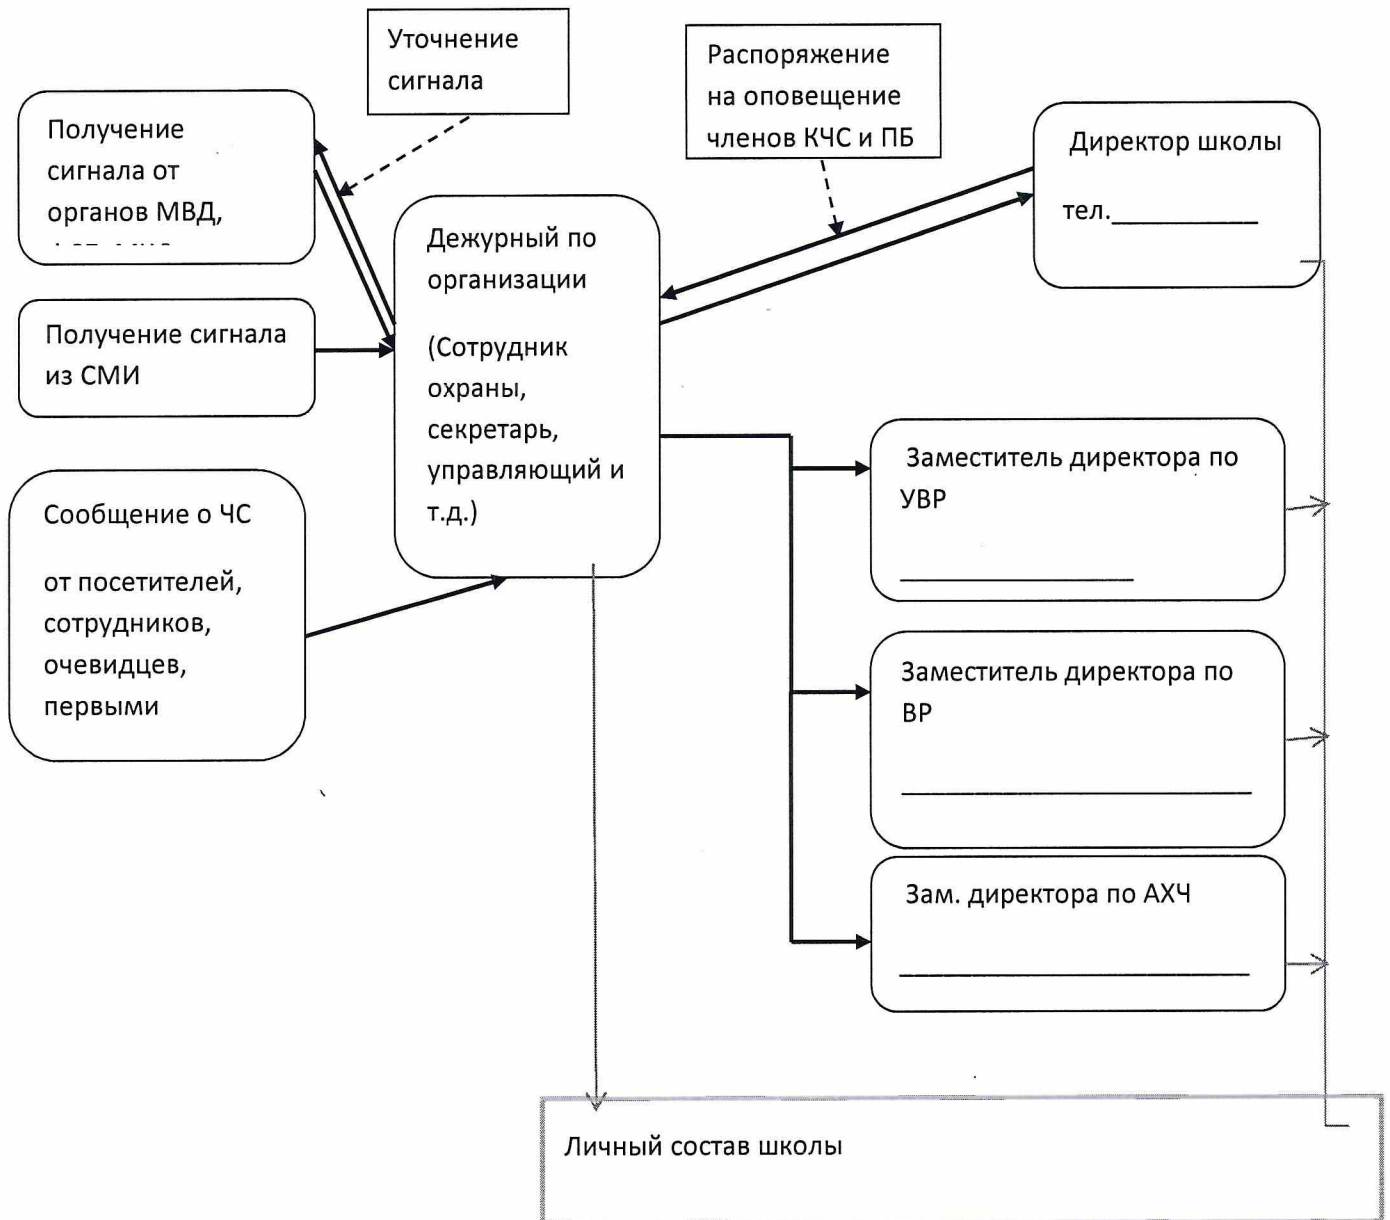 Уточнение
сигнала
Распоряжение
на оповещение
членов КЧС и ПБ
Получение
сигнала от
органов МВД,
Директор школы
тел.___________
Дежурный по
организации
(Сотрудник
охраны,
секретарь,
управляющий и
т.д.)
Получение сигнала
из СМИ
Сообщение о ЧС
от посетителей,
сотрудников,
очевидцев,
первыми
Заместитель директора по
УВР
Заместитель директора по
ВР
Зам. директора по АХЧ
Личный состав школы